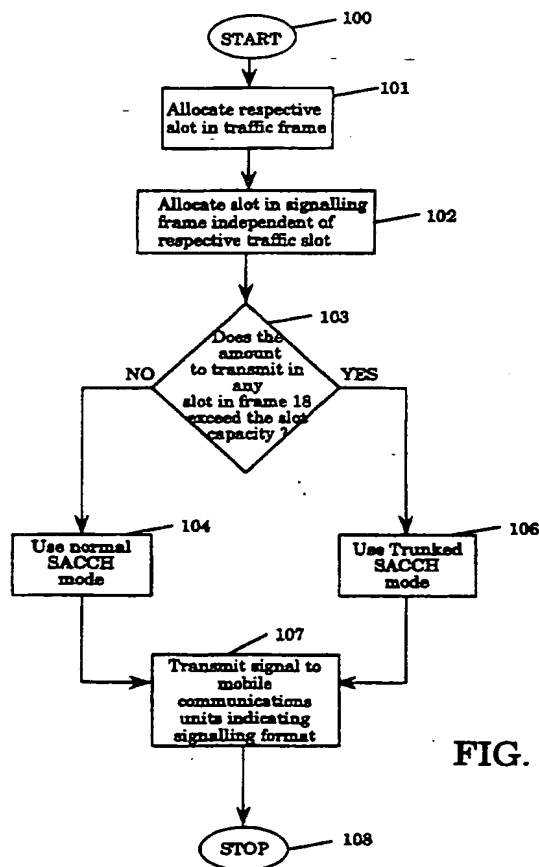 100
START
101
Allocate respective
slot in traffic frame
Allocate slot in signalling
frame independent of
respective traffic slot
102
103
Does the
amount
to transmit in
any
slot in frame 18
exceed the slot
capacity ?
NO
YES
104
Use normal
SACCH
mode
106
Use Trunked
SACCH
mode
107
Transmit signal to
mobile
communications
units indicating
signalling format
FIG.
STOP
108